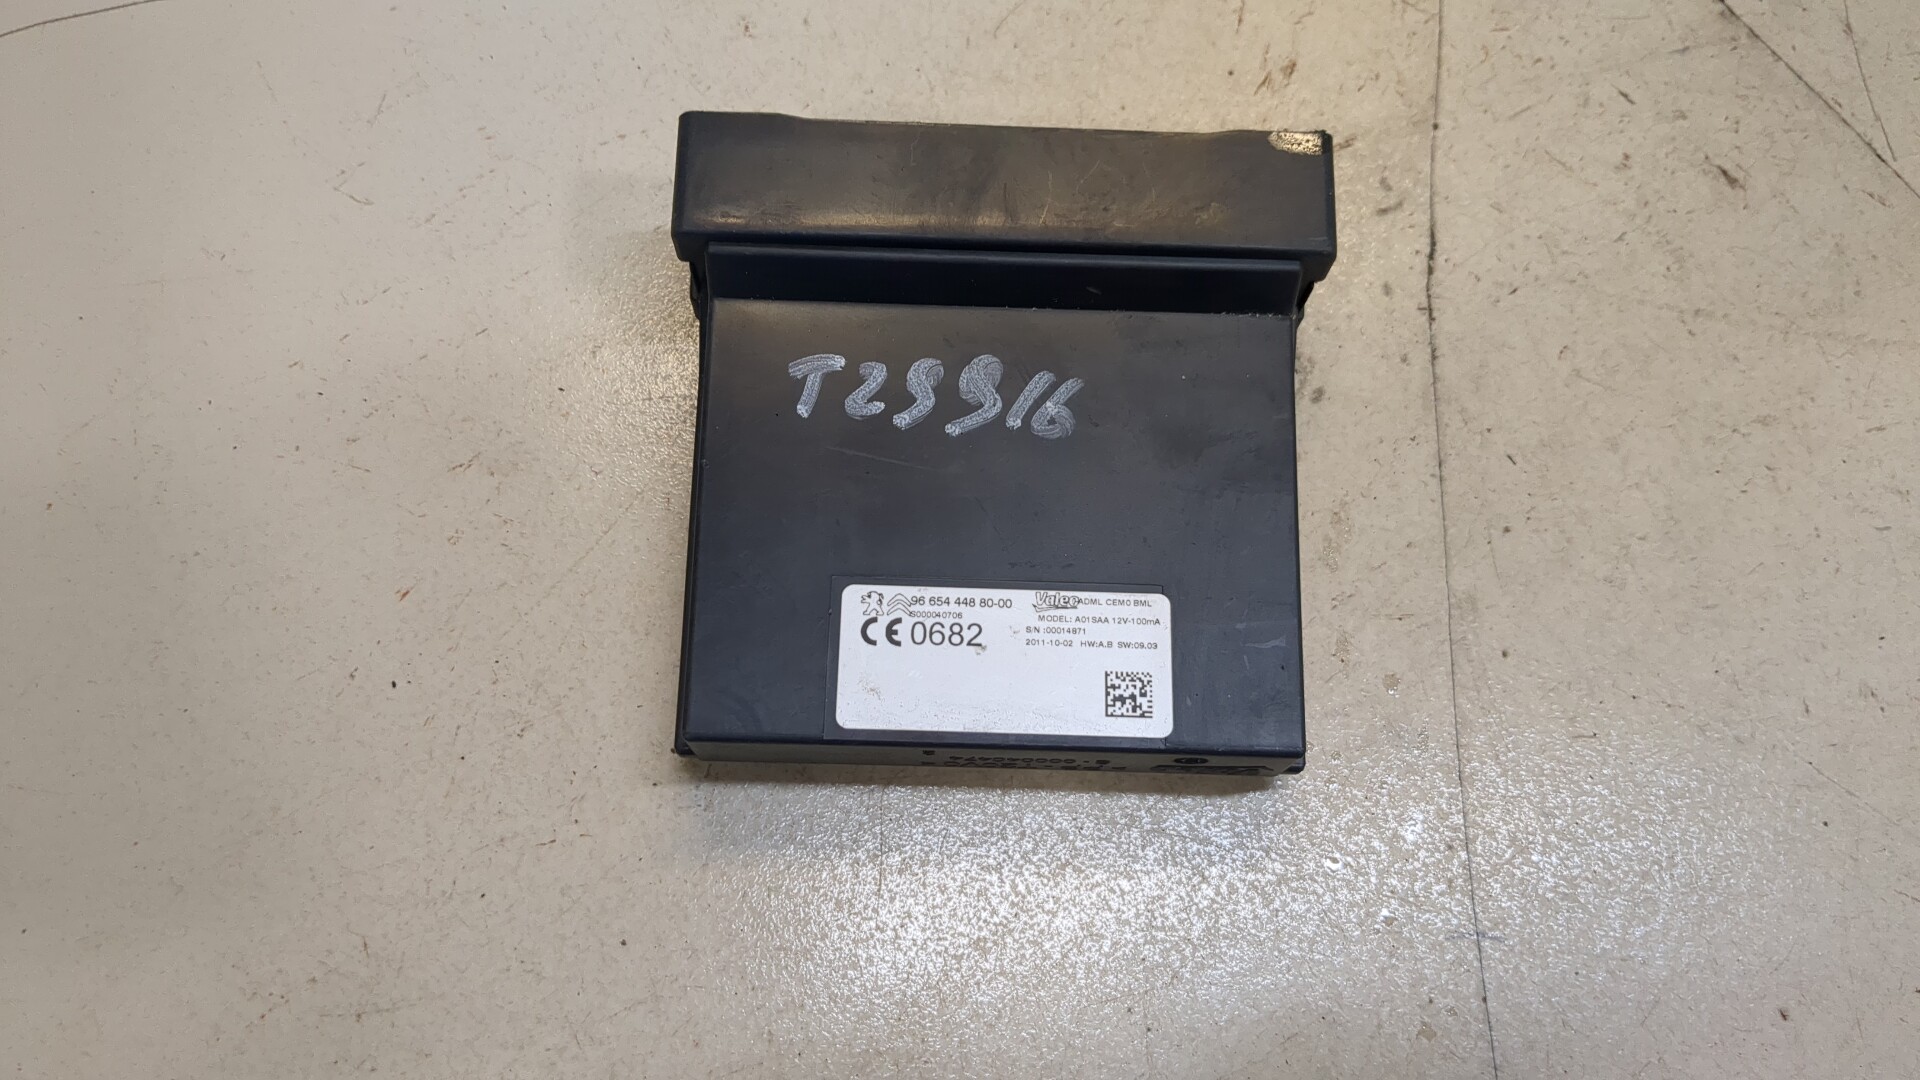 T29916
96 654 448 80-00
S000040706
CE 0682
Valeo ADML CEM0 BML
MODEL: A01SAA 12V-100mA
S/N :00014871
2011-10-02 HW:A.B SW:09.03